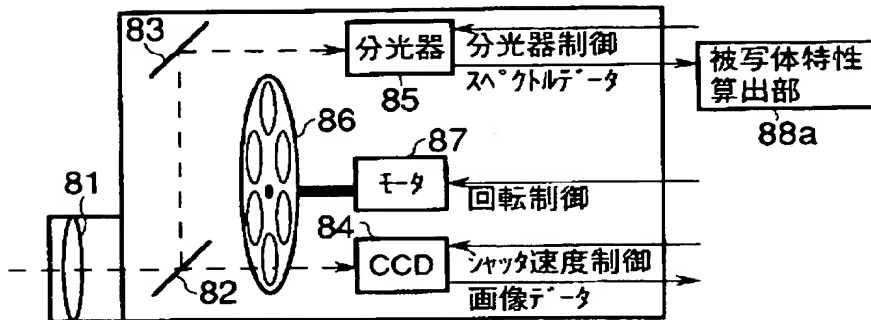 83
分光器
85
分光器制御
スペクトルデータ
被写体特性
算出部
88a
86
87
モータ
回転制御
81
84
CCD
シャッタ速度制御
画像データ
82